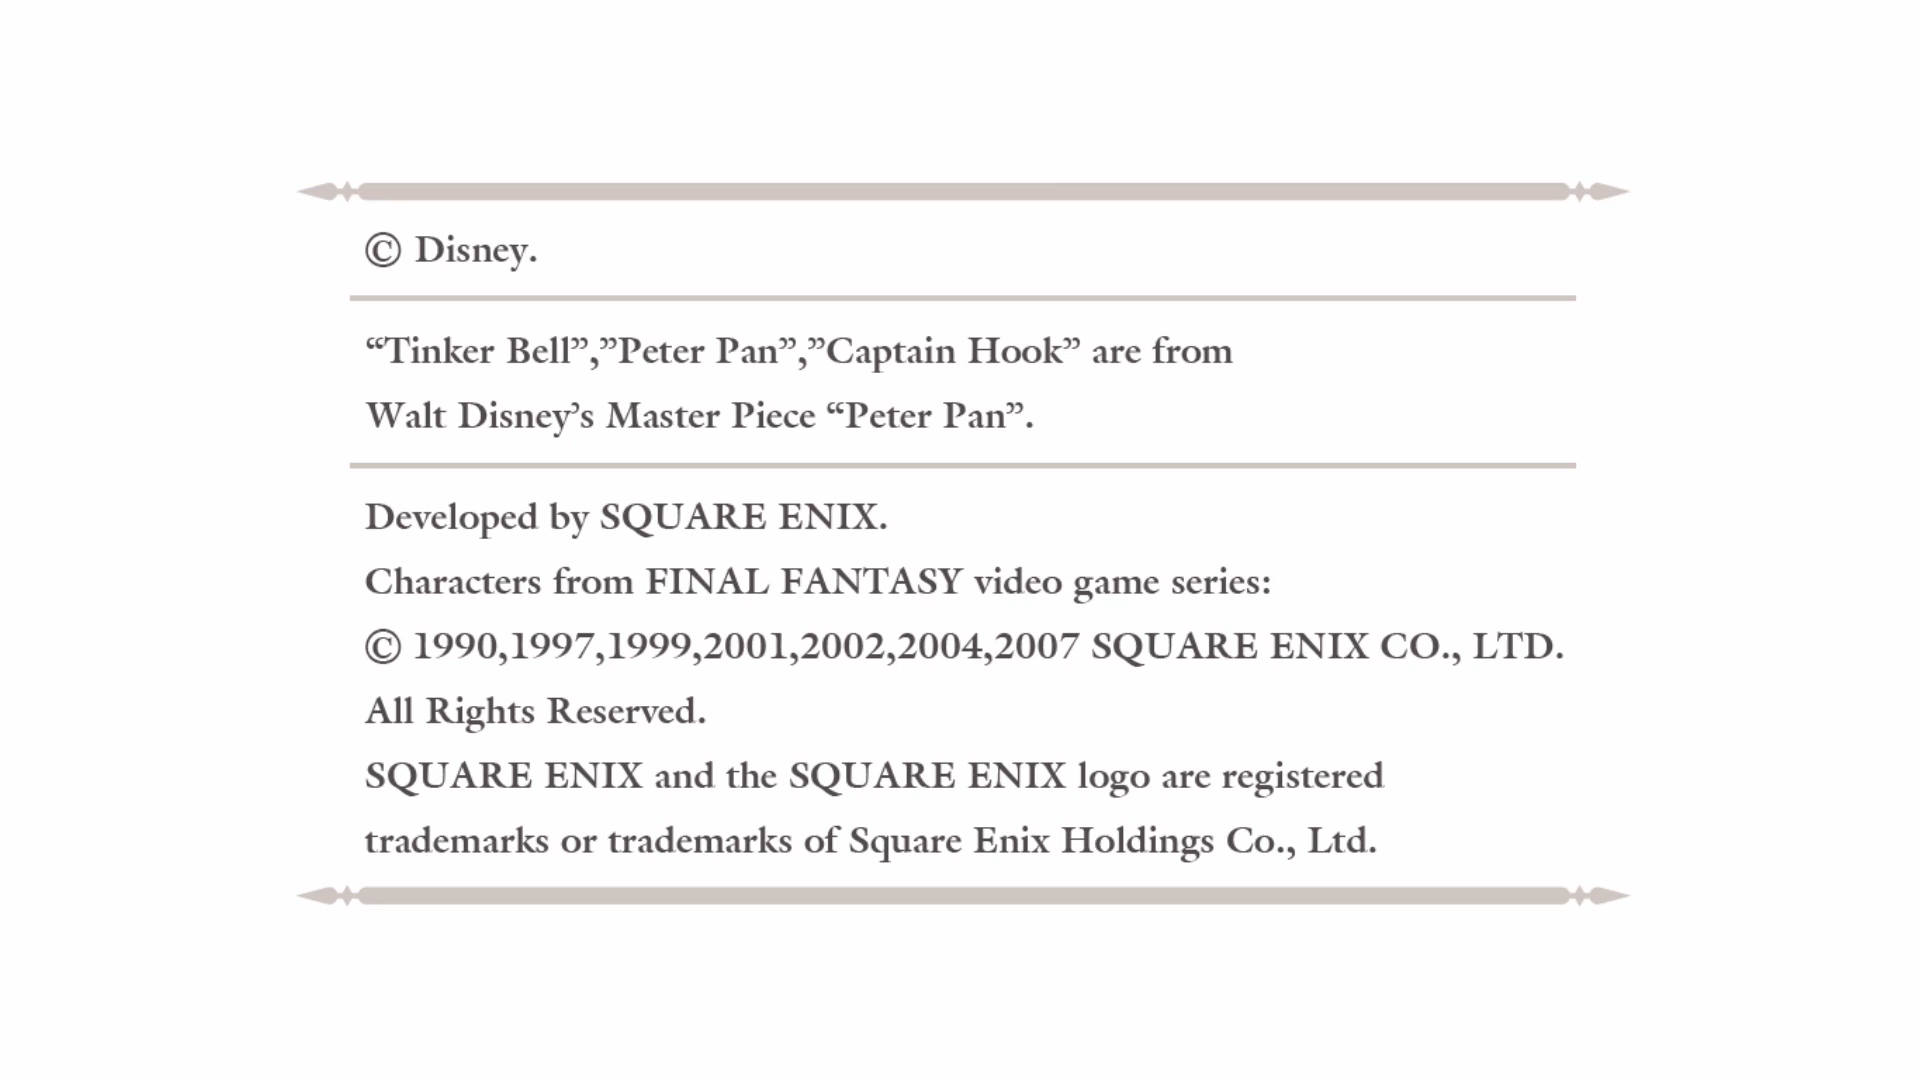 © Disney.
“Tinker Bell”,”Peter Pan”,”Captain Hook” are from
Walt Disney’s Master Piece “Peter Pan”.
Developed by SQUARE ENIX.
Characters from FINAL FANTASY video game series:
© 1990,1997,1999,2001,2002,2004,2007 SQUARE ENIX CO., LTD.
All Rights Reserved.
SQUARE ENIX and the SQUARE ENIX logo are registered
trademarks or trademarks of Square Enix Holdings Co., Ltd.